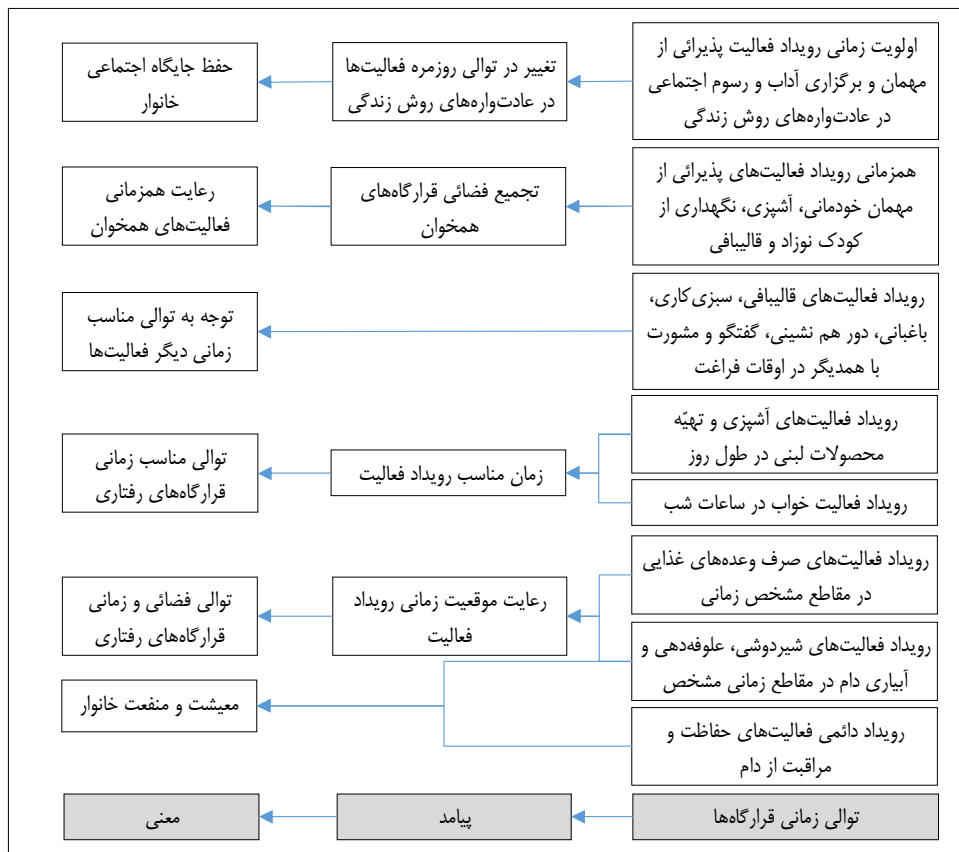 اولویت زمانی رویداد فعالیت پذیرائی از
مهمان و برگزاری آداب و رسوم اجتماعی
در عادت‌واره‌های روش زندگی
تغییر در توالی روزمره فعالیت‌ها
در عادت‌واره‌های روش زندگی
حفظ جایگاه اجتماعی
خانوار
همزمانی رویداد فعالیت‌های پذیرائی از
مهمان خودمانی، آشپزی، نگهداری از
کودک نوزاد و قالیبافی
تجمیع فضائی قرارگاه‌های
همخوان
رعایت همزمانی
فعالیت‌های همخوان
رویداد فعالیت‌های قالیبافی، سبزی‌کاری،
باغبانی، دور هم نشینی، گفتگو و مشورت
با همدیگر در اوقات فراغت
توجه به توالی مناسب
زمانی دیگر فعالیت‌ها
رویداد فعالیت‌های آشپزی و تهیّه
محصولات لبنی در طول روز
رویداد فعالیت خواب در ساعات شب
زمان مناسب رویداد فعالیت
توالی مناسب زمانی
قرارگاه‌های رفتاری
رویداد فعالیت‌های صرف وعده‌های غذایی
در مقاطع مشخص زمانی
رویداد فعالیت‌های شیردوشی، علوفه‌دهی و
آبیاری دام در مقاطع زمانی مشخص
رعایت موقعیت زمانی رویداد
فعالیت
توالی فضائی و زمانی
قرارگاه‌های رفتاری
رویداد دائمی فعالیت‌های حفاظت و
مراقبت از دام
معیشت و منفعت خانوار
توالی زمانی قرارگاه‌ها
پیامد
معنی